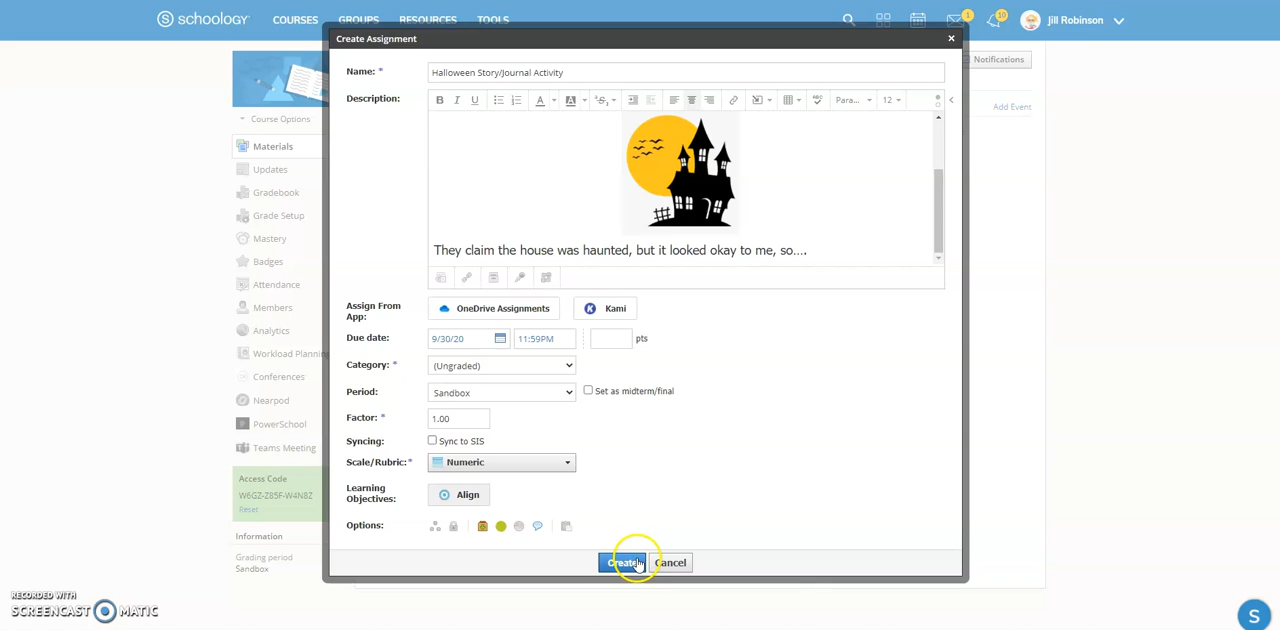 schoology
COURSES GROUPS RESOURCES TOOLS
1 10 Jill Robinson
Create Assignment
Notifications
Name: * Halloween Story/Journal Activity
Description: B I U A A Para... 12
Add Event
Course Options
Materials
Updates
Gradebook
Grade Setup
Mastery
Badges
Attendance
Members
Analytics
Workload Planning
Conferences
Nearpod
PowerSchool
Teams Meeting
They claim the house was haunted, but it looked okay to me, so....
Assign From
App:
OneDrive Assignments K Kami
Due date: 9/30/20 11:59PM pts
Category: * (Ungraded)
Period: Sandbox Set as midterm/final
Factor: * 1.00
Syncing: Sync to SIS
Scale/Rubric: * Numeric
Learning
Objectives:
Align
Options:
Create Cancel
Access Code
W6GZ-Z85F-W4N8Z
Reset
Information
Grading period
Sandbox
RECORDED WITH
SCREENCAST MATIC
S